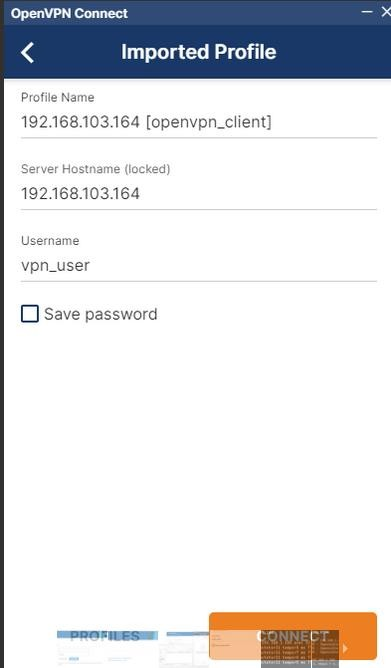 OpenVPN Connect
Imported Profile
Profile Name
192.168.103.164 [openvpn_client]
Server Hostname (locked)
192.168.103.164
Username
vpn_user
Save password
PROFILES
CONNECT